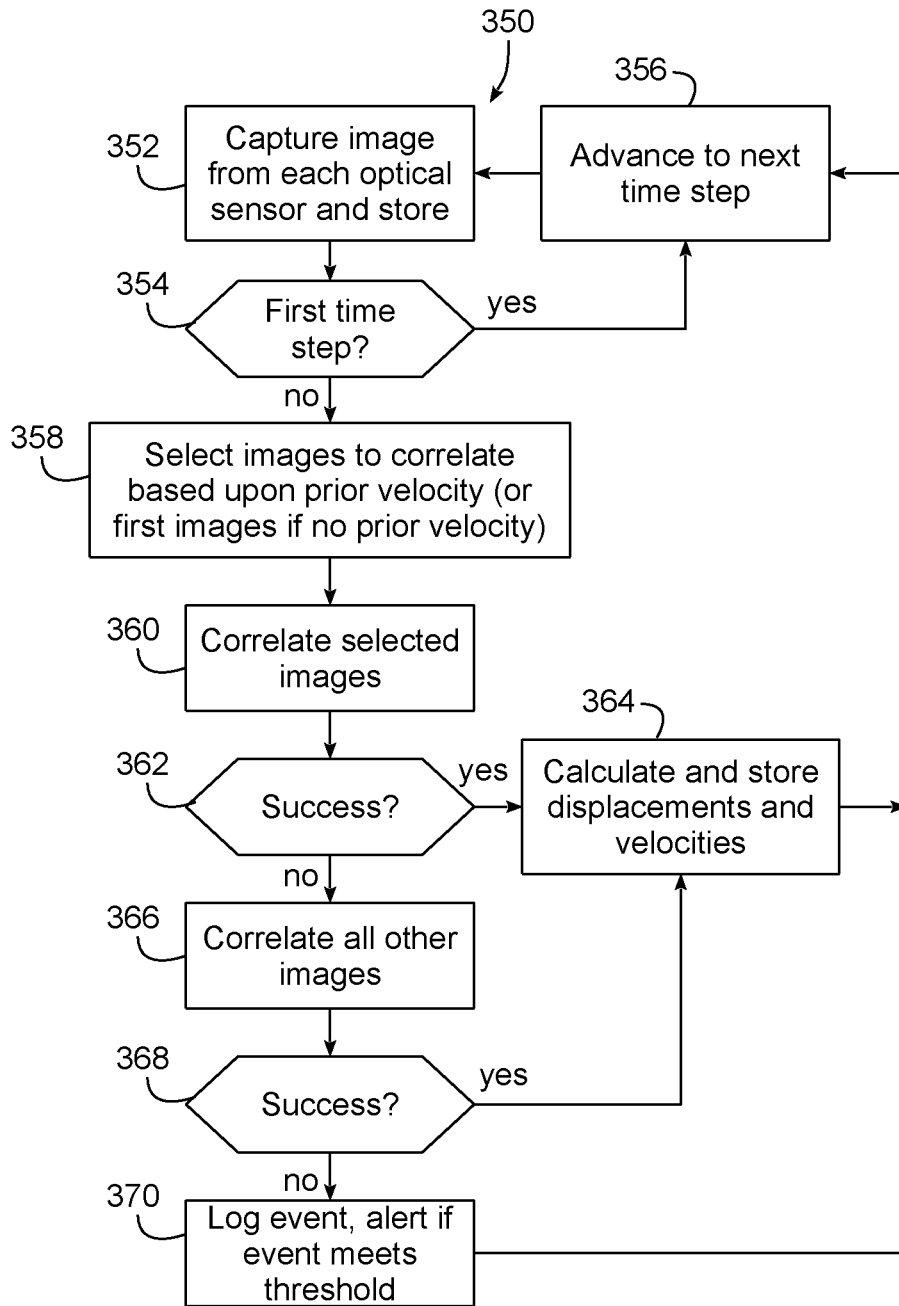 350
356
352
Capture image
from each optical
sensor and store
Advance to next
time step
354
First time
step?
yes
no
358
Select images to correlate
based upon prior velocity (or
first images if no prior velocity)
360
Correlate selected
images
364
362
Success?
yes
Calculate and store
displacements and
velocities
no
366
Correlate all other
images
368
Success?
yes
no
370
Log event, alert if
event meets
threshold